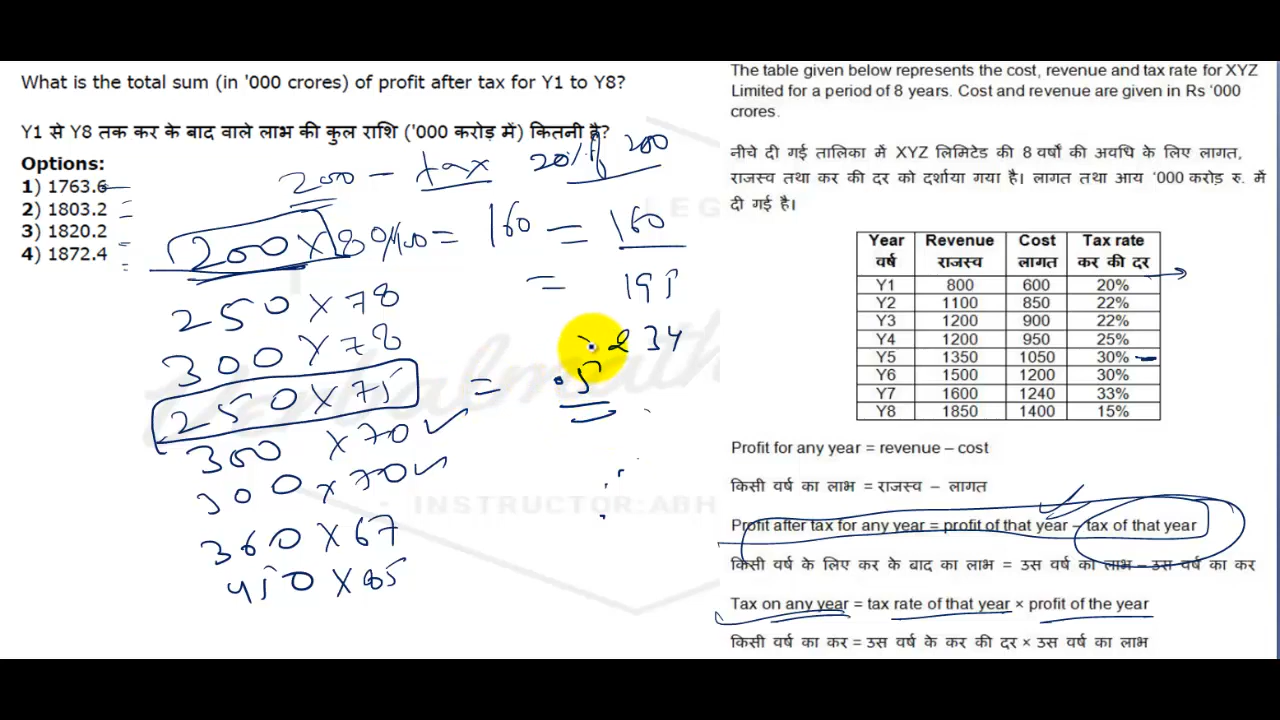 What is the total sum (in '000 crores) of profit after tax for Y1 to Y8?
Y1 से Y8 तक कर के बाद वाले लाभ की कुल राशि ('000 करोड़ में) कितनी है?
Options:
1) 1763.6
2) 1803.2
3) 1820.2
4) 1872.4
200 - tax 20% of 200
200 X 80/100 = 160 = 160
250 X 78 = 195
300 X 78 234
250 X 75 = .5
300 X 70
300 X 70
360 X 67
450 X 85
INSTRUCTOR: ABH
The table given below represents the cost, revenue and tax rate for XYZ
Limited for a period of 8 years. Cost and revenue are given in Rs '000
crores.
नीचे दी गई तालिका में XYZ लिमिटेड की 8 वर्षों की अवधि के लिए लागत,
राजस्व तथा कर की दर को दर्शाया गया है। लागत तथा आय '000 करोड़ रु. में
दी गई है।
Year Revenue Cost Tax rate
वर्ष राजस्व लागत कर की दर
Y1 800 600 20%
Y2 1100 850 22%
Y3 1200 900 22%
Y4 1200 950 25%
Y5 1350 1050 30%
Y6 1500 1200 30%
Y7 1600 1240 33%
Y8 1850 1400 15%
Profit for any year = revenue – cost
किसी वर्ष का लाभ = राजस्व – लागत
Profit after tax for any year = profit of that year – tax of that year
किसी वर्ष के लिए कर के बाद का लाभ = उस वर्ष का लाभ – उस वर्ष का कर
Tax on any year = tax rate of that year × profit of the year
किसी वर्ष का कर = उस वर्ष के कर की दर × उस वर्ष का लाभ